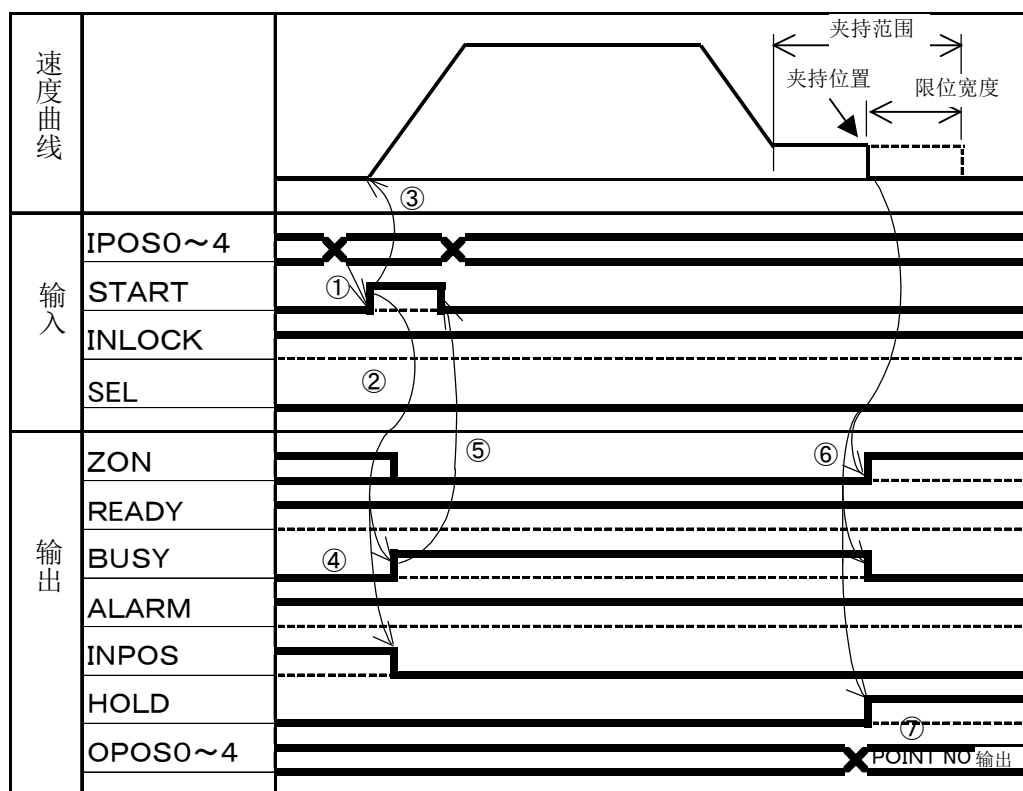 速度曲线
夹持范围
夹持位置
限位宽度
③
输入
IPOS0～4
START
①
INLOCK
SEL
②
输出
ZON
⑤
⑥
READY
BUSY
④
ALARM
INPOS
HOLD
⑦
OPOS0～4
POINT NO 输出